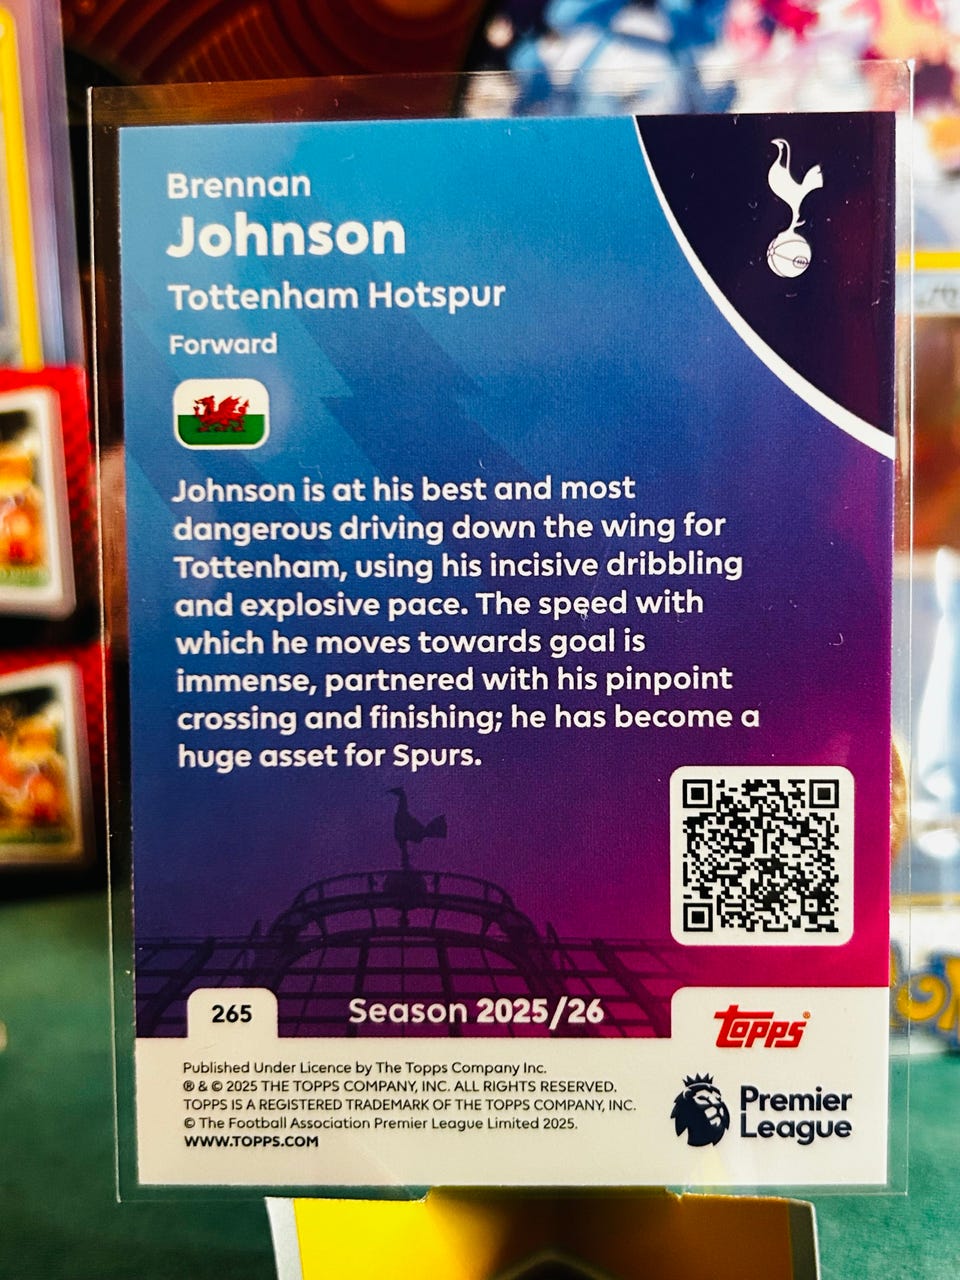 Brennan
Johnson
Tottenham Hotspur
Forward
Johnson is at his best and most
dangerous driving down the wing for
Tottenham, using his incisive dribbling
and explosive pace. The speed with
which he moves towards goal is
immense, partnered with his pinpoint
crossing and finishing; he has become a
huge asset for Spurs.
265
Season 2025/26
Topps®
Published Under Licence by The Topps Company Inc.
® & © 2025 THE TOPPS COMPANY, INC. ALL RIGHTS RESERVED.
TOPPS IS A REGISTERED TRADEMARK OF THE TOPPS COMPANY, INC.
© The Football Association Premier League Limited 2025.
WWW.TOPPS.COM
Premier
League